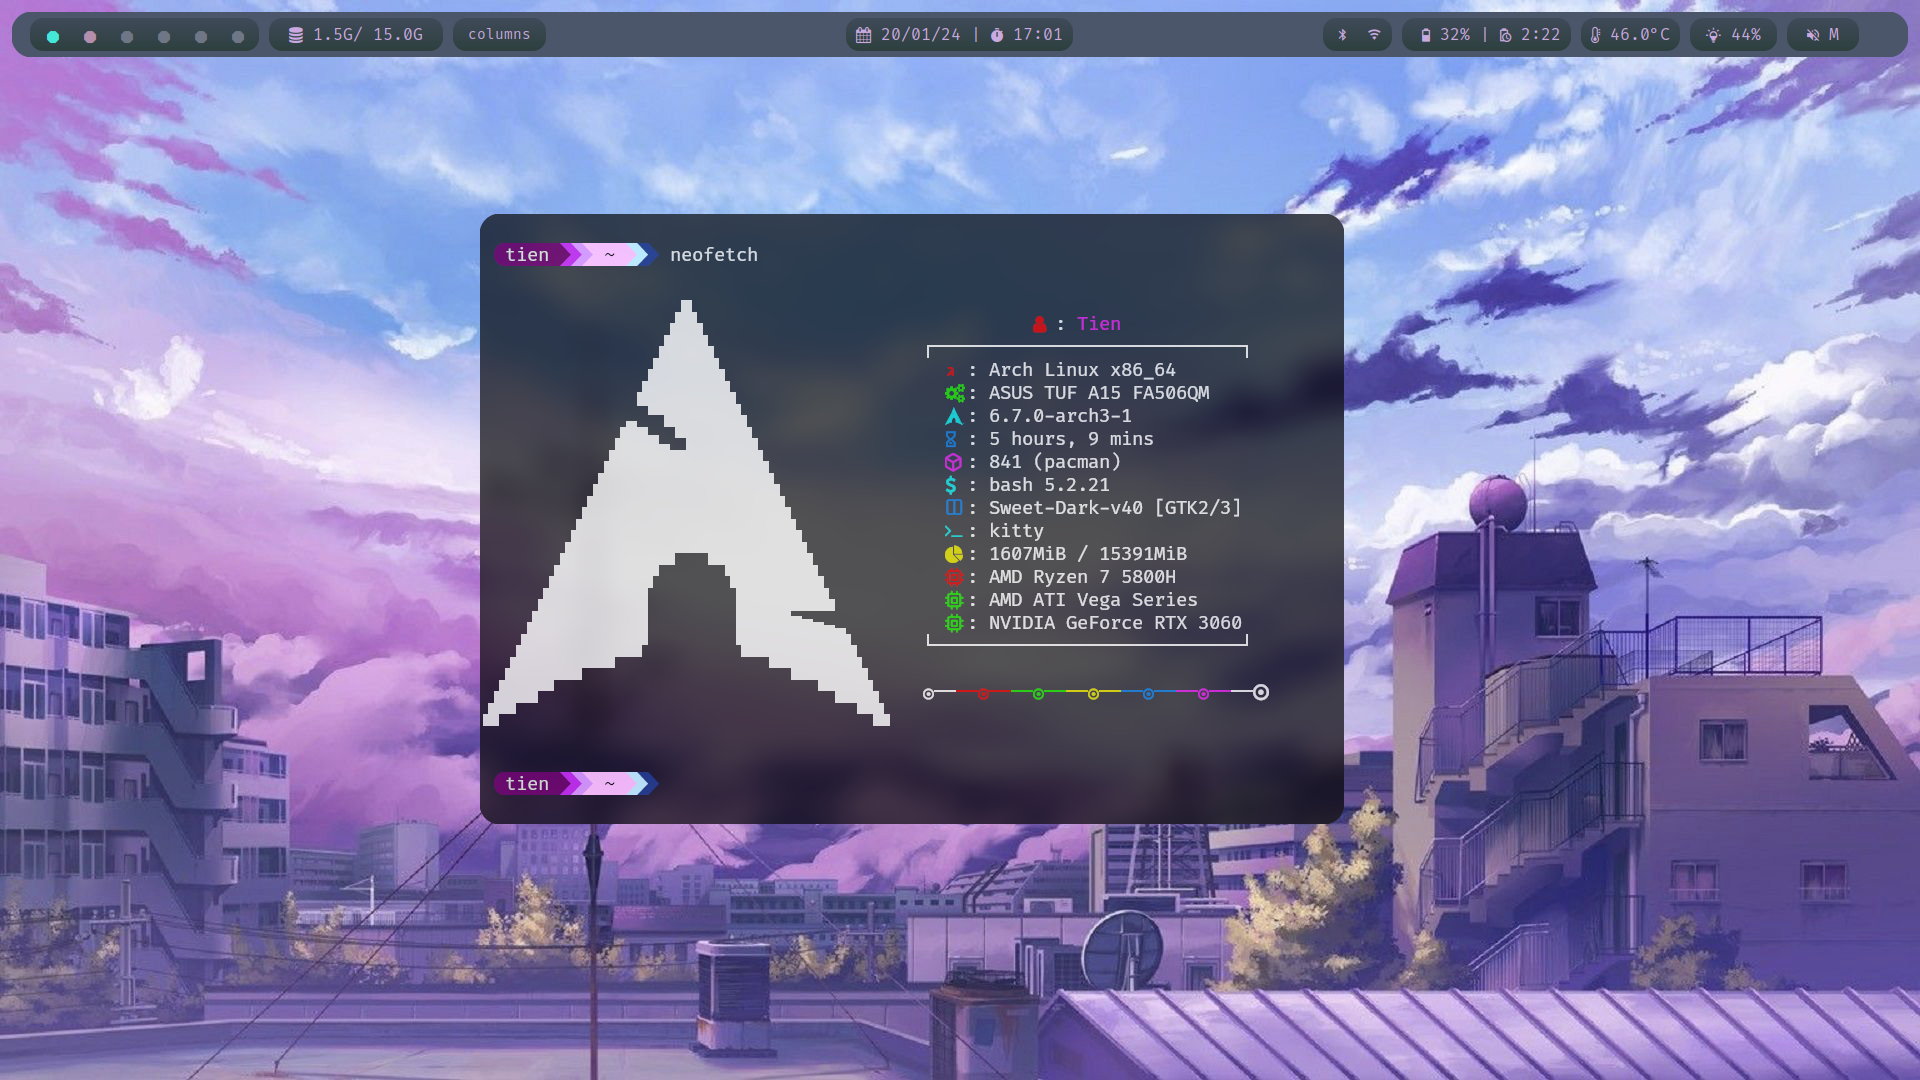 1.5G/ 15.0G columns 20/01/24 | 17:01 32% | 2:22 46.0°C 44% M
tien ~ neofetch
: Tien
: Arch Linux x86_64
: ASUS TUF A15 FA506QM
: 6.7.0-arch3-1
: 5 hours, 9 mins
: 841 (pacman)
: bash 5.2.21
: Sweet-Dark-v40 [GTK2/3]
: kitty
: 1607MiB / 15391MiB
: AMD Ryzen 7 5800H
: AMD ATI Vega Series
: NVIDIA GeForce RTX 3060
tien ~